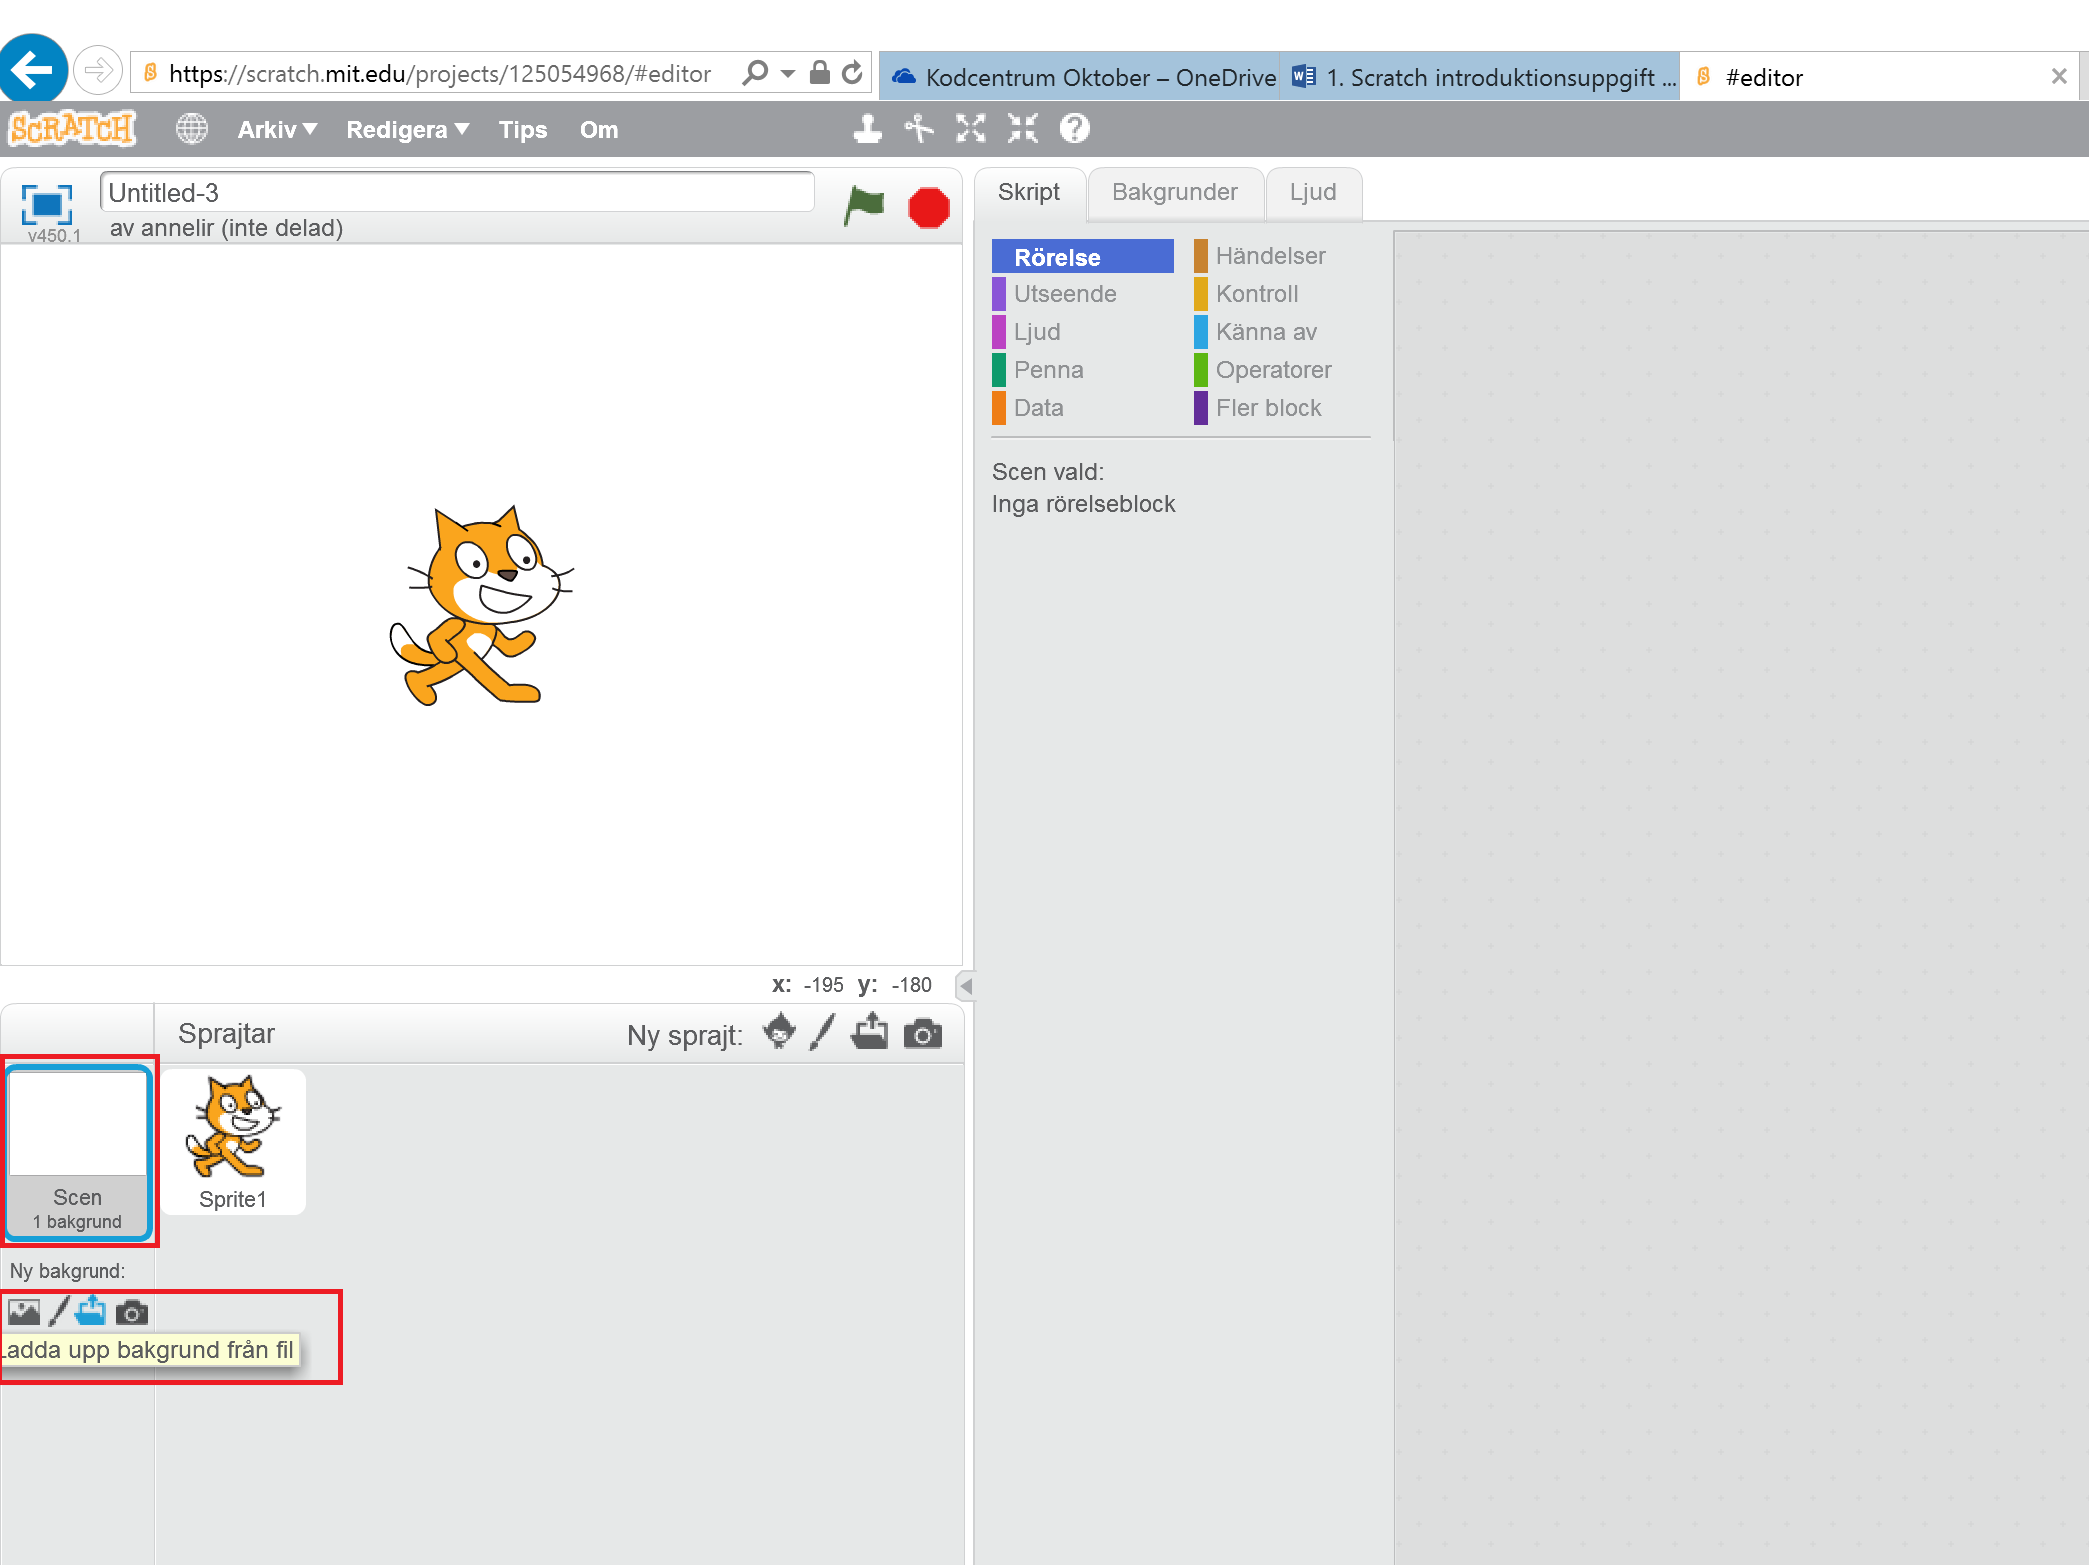 https://scratch.mit.edu/projects/125054968/#editor
Kodcentrum Oktober – OneDrive
1. Scratch introduktionsuppgift ...
#editor
SCRATCH
Arkiv
Redigera
Tips
Om
Untitled-3
av annelir (inte delad)
v450.1
Skript
Bakgrunder
Ljud
Rörelse
Händelser
Utseende
Kontroll
Ljud
Känna av
Penna
Operatorer
Data
Fler block
Scen vald:
Inga rörelseblock
x: -195 y: -180
Sprajtar
Ny sprajt:
Scen
1 bakgrund
Sprite1
Ny bakgrund:
Ladda upp bakgrund från fil